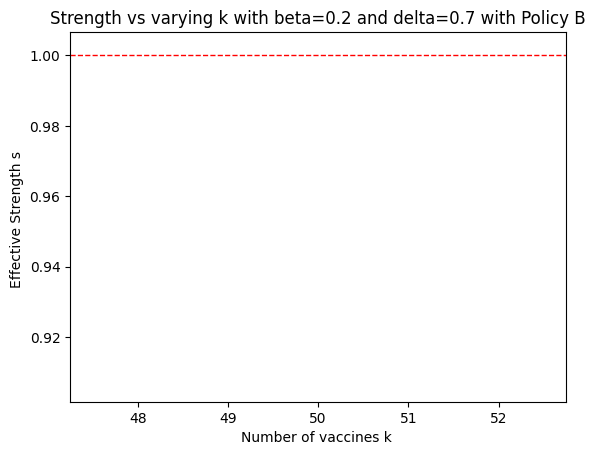 Strength vs varying k with beta=0.2 and delta=0.7 with Policy B
1.00
0.98
0.96
0.94
0.92
Effective Strength s
48 49 50 51 52
Number of vaccines k